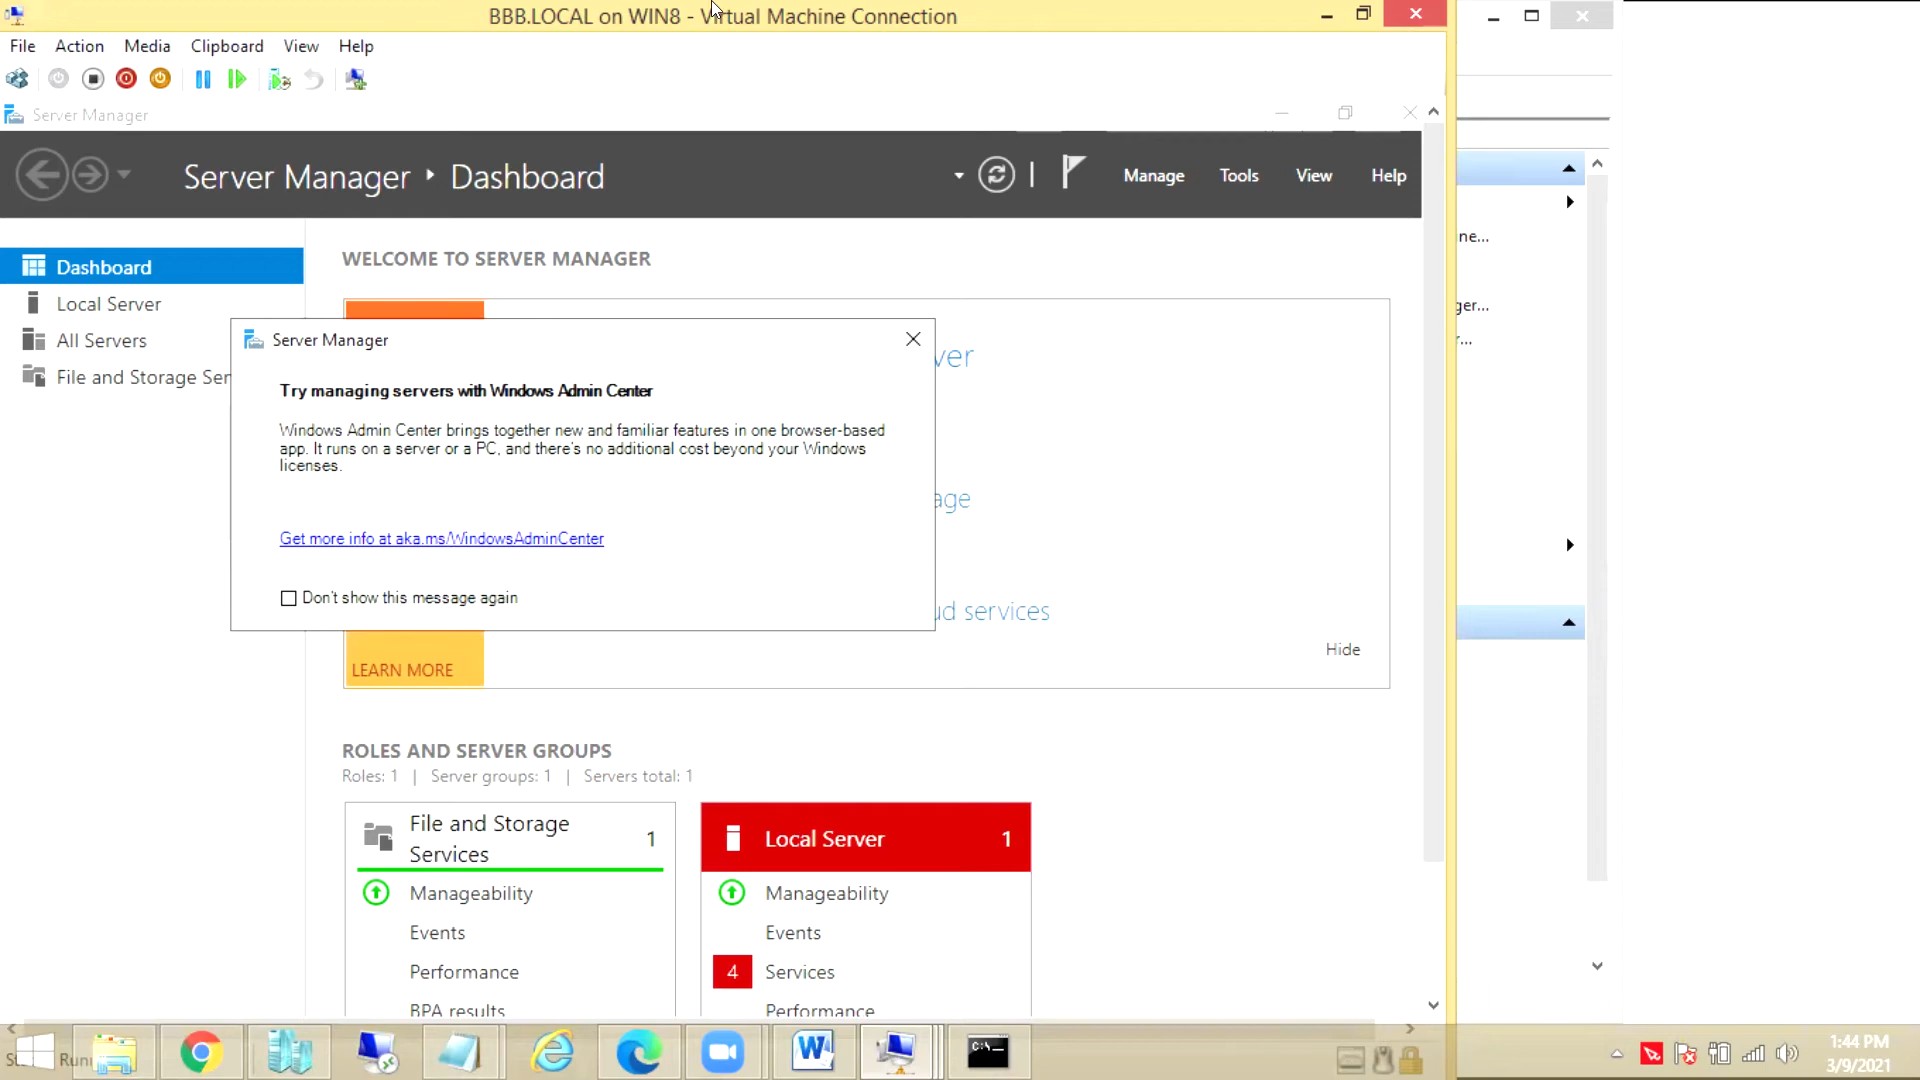 BBB.LOCAL on WIN8 - Virtual Machine Connection
File Action Media Clipboard View Help
Server Manager
Server Manager Dashboard
Manage Tools View Help
Dashboard
Local Server
All Servers
File and Storage Ser
WELCOME TO SERVER MANAGER
ver
age
ud services
Hide
LEARN MORE
Server Manager
Try managing servers with Windows Admin Center
Windows Admin Center brings together new and familiar features in one browser-based
app. It runs on a server or a PC, and there's no additional cost beyond your Windows
licenses.
Get more info at aka.ms/WindowsAdminCenter
Don't show this message again
ROLES AND SERVER GROUPS
Roles: 1 | Server groups: 1 | Servers total: 1
File and Storage
Services
1
Manageability
Events
Performance
BPA results
Local Server 1
Manageability
Events
4 Services
Performance
ne...
ger...
r...
C:\_
1:44 PM
3/9/2021